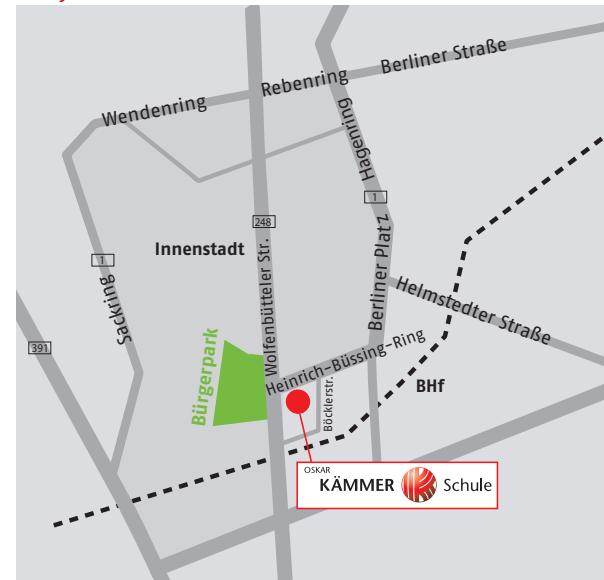 Berliner Straße
Rebenring
Wendenring
Hagenring
1
248
Innenstadt
Wolfenbütteler Str.
Berliner Platz
1
Sackring
Helmstedter Straße
391
Bürgerpark
Heinrich-Büssing-Ring
BHf
Böcklerstr.
OSKAR
KÄMMER Schule